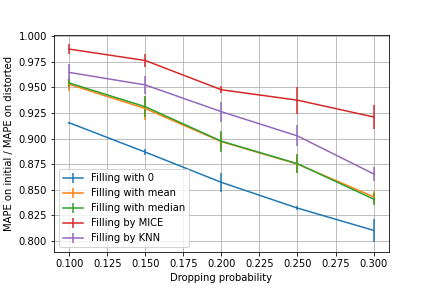 MAPE on initial / MAPE on distorted
1.000
0.975
0.950
0.925
0.900
0.875
0.850
0.825
0.800
Filling with 0
Filling with mean
Filling with median
Filling by MICE
Filling by KNN
0.100 0.125 0.150 0.175 0.200 0.225 0.250 0.275 0.300
Dropping probability